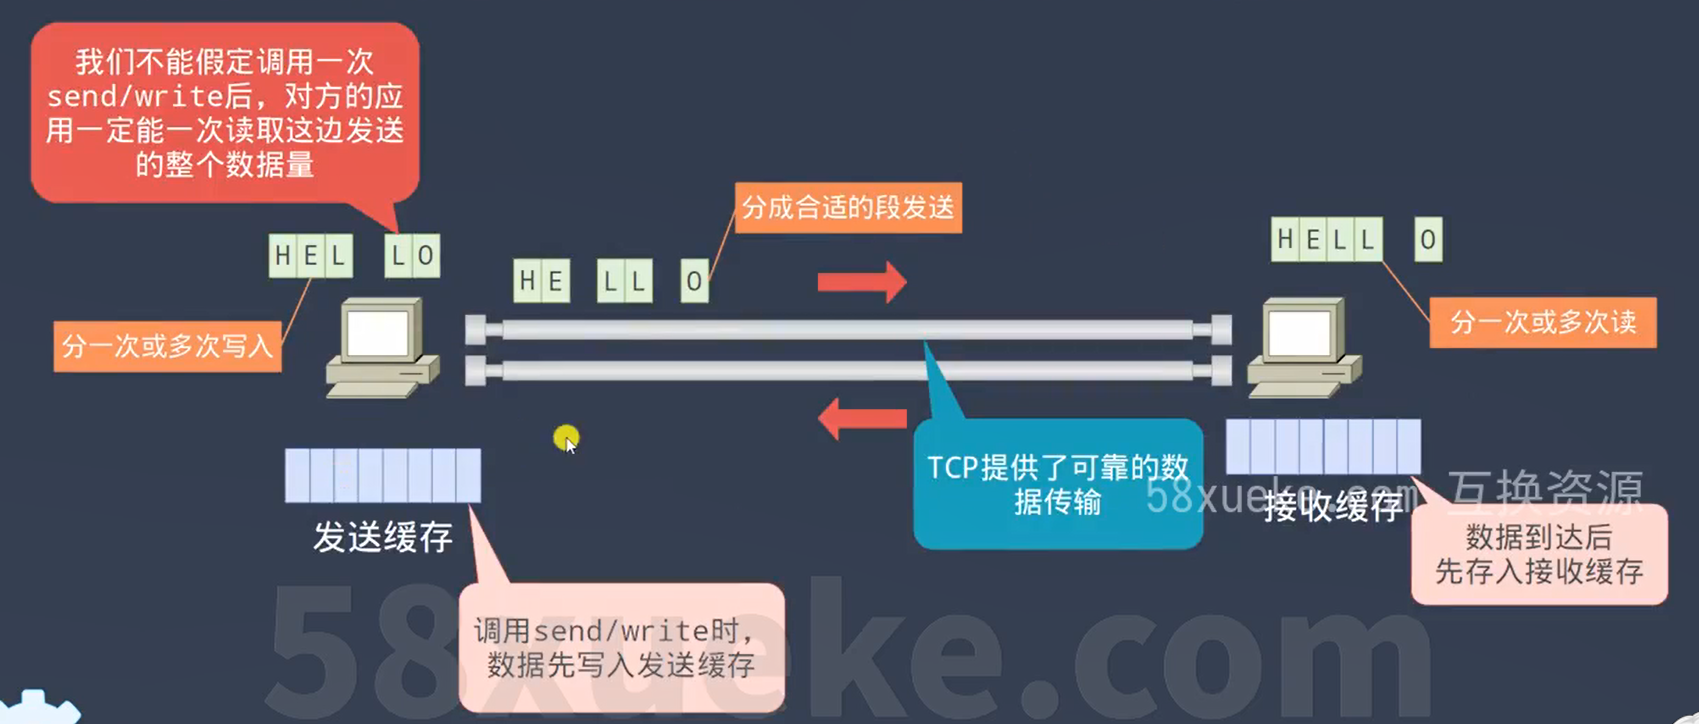 我们不能假定调用一次
send/write后，对方的应
用一定能一次读取这边发送
的整个数据量
分成合适的段发送
HEL LO
HE LL O
HELL O
分一次或多次写入
分一次或多次读
TCP提供了可靠的数
据传输
58xueke.com 互换资源
发送缓存
接收缓存
数据到达后
先存入接收缓存
调用send/write时，
数据先写入发送缓存
58xueke.com